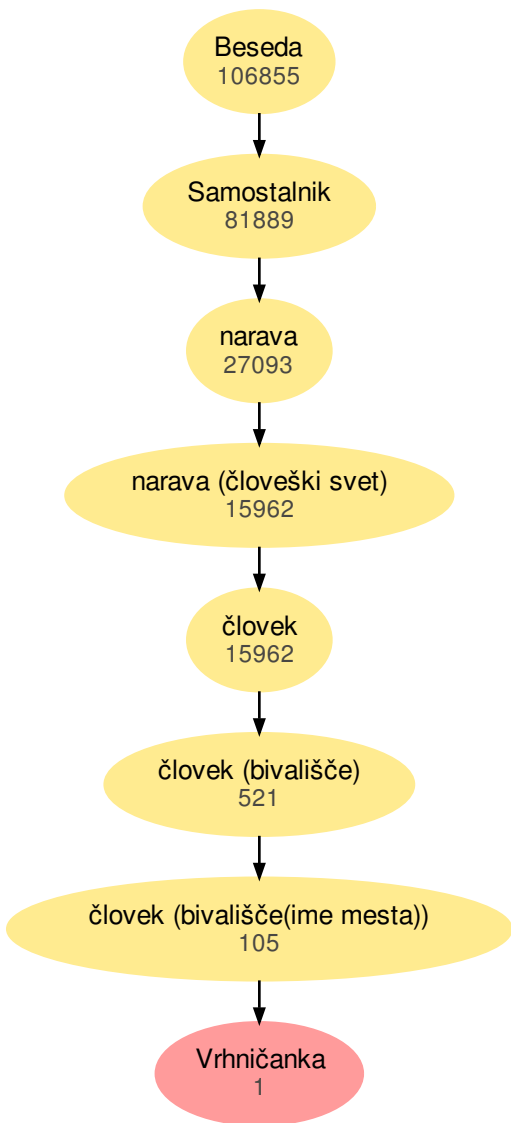 Beseda
106855
Samostalnik
81889
narava
27093
narava (človeški svet)
15962
človek
15962
človek (bivališče)
521
človek (bivališče(ime mesta))
105
Vrhničanka
1